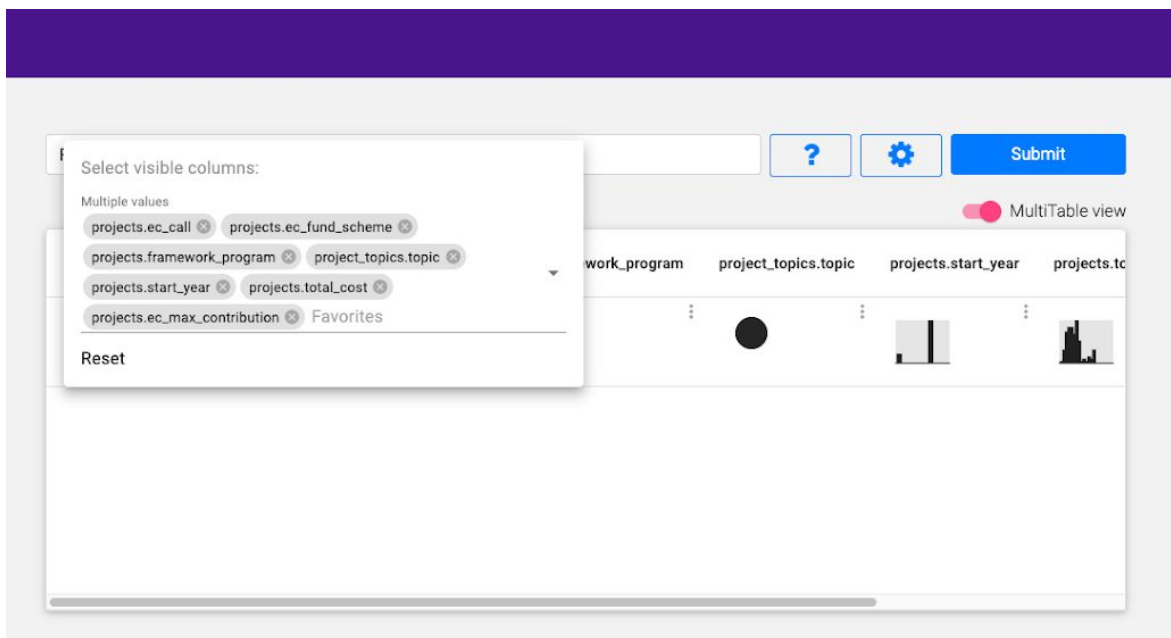 ? Submit
Select visible columns:
Multiple values
MultiTable view
projects.ec_call projects.ec_fund_scheme
projects.framework_program project_topics.topic
work_program project_topics.topic projects.start_year projects.tc
projects.start_year projects.total_cost
projects.ec_max_contribution Favorites
Reset